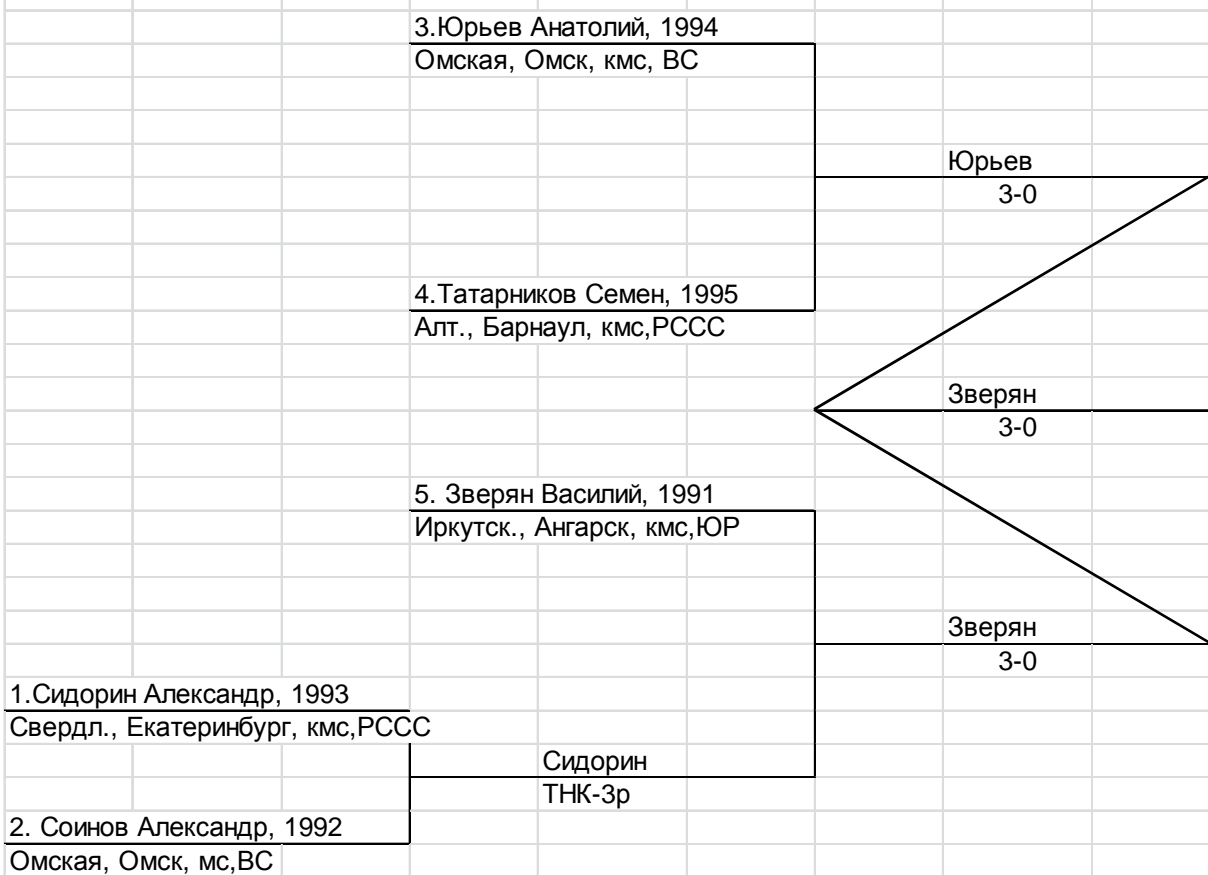 3.Юрьев Анатолий, 1994
Омская, Омск, кмс, ВС
Юрьев
3-0
4.Татарников Семен, 1995
Алт., Барнаул, кмс,РССС
Зверян
3-0
5. Зверян Василий, 1991
Иркутск., Ангарск, кмс,ЮР
Зверян
3-0
1.Сидорин Александр, 1993
Свердл., Екатеринбург, кмс,РССС
Сидорин
ТНК-3р
2. Соинов Александр, 1992
Омская, Омск, мс,ВС